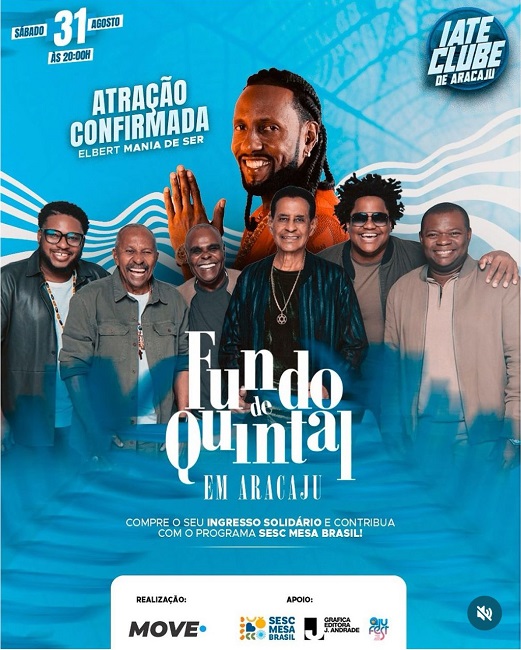 SÁBADO 31 AGOSTO
ÀS 20:00H
IATE
CLUBE
DE ARACAJU
ATRAÇÃO
CONFIRMADA
ELBERT MANIA DE SER
Fundo
de
Quintal
EM ARACAJU
COMPRE O SEU INGRESSO SOLIDÁRIO E CONTRIBUA
COM O PROGRAMA SESC MESA BRASIL!
REALIZAÇÃO:
APOIO:
MOVE
SESC
MESA
BRASIL
GRAFICA
EDITORA
J. ANDRADE
aju
fest